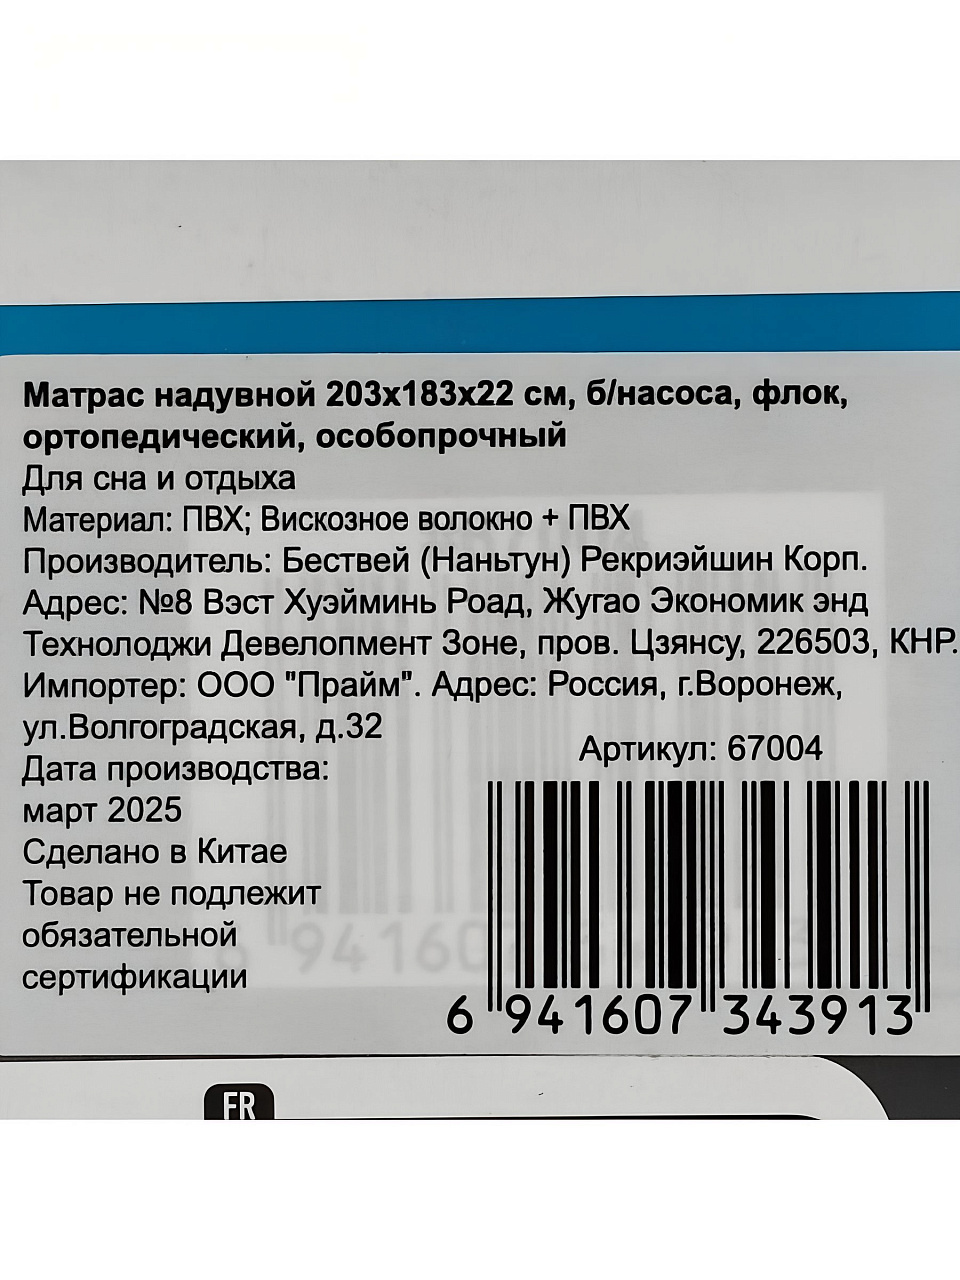 Матрас надувной 203х183х22 см, б/насоса, флок,
ортопедический, особопрочный
Для сна и отдыха
Материал: ПВХ; Вискозное волокно + ПВХ
Производитель: Бествей (Наньтун) Рекриэйшин Корп.
Адрес: №8 Вэст Хуэйминь Роад, Жугао Экономик энд
Технолоджи Девелопмент Зоне, пров. Цзянсу, 226503, КНР.
Импортер: ООО "Прайм". Адрес: Россия, г.Воронеж,
ул.Волгоградская, д.32
Артикул: 67004
Дата производства:
март 2025
Сделано в Китае
Товар не подлежит
обязательной
сертификации
6 941607 343913
FR